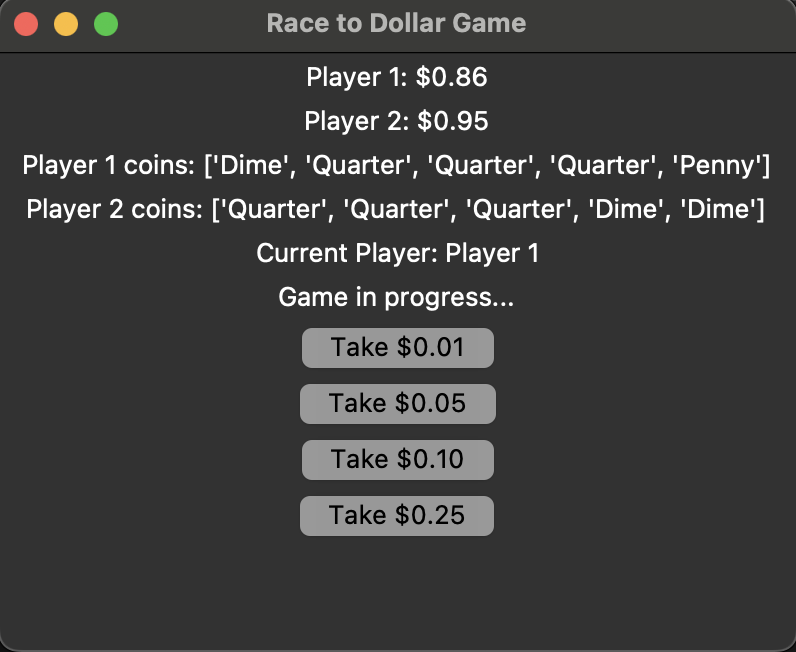 Race to Dollar Game
Player 1: $0.86
Player 2: $0.95
Player 1 coins: ['Dime', 'Quarter', 'Quarter', 'Quarter', 'Penny']
Player 2 coins: ['Quarter', 'Quarter', 'Quarter', 'Dime', 'Dime']
Current Player: Player 1
Game in progress...
Take $0.01
Take $0.05
Take $0.10
Take $0.25